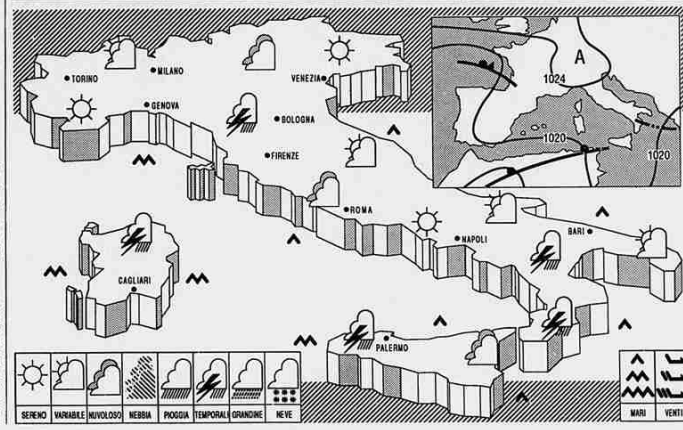 TORINO
MILANO
VENEZIA
GENOVA
BOLOGNA
FIRENZE
ROMA
NAPOLI
BARI
CAGLIARI
PALERMO
A
1024
1020
1020
SERENO VARIABILE NUVOLOSO NEBBIA PIOGGIA TEMPORALI GRANDINE NEVE
MARI VENTI